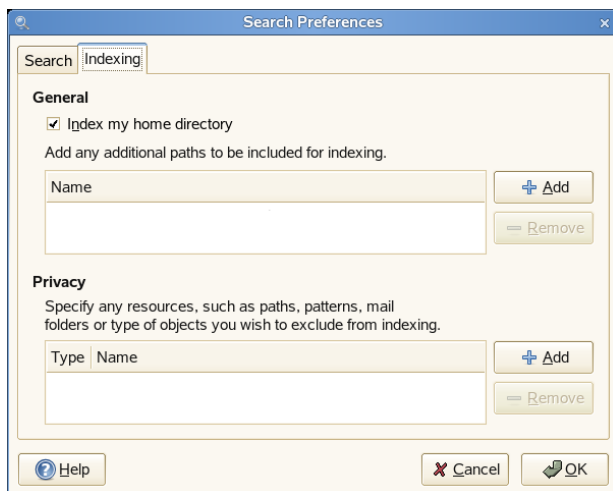 Search Preferences
Search Indexing
General
Index my home directory
Add any additional paths to be included for indexing.
Name
Add
Remove
Privacy
Specify any resources, such as paths, patterns, mail
folders or type of objects you wish to exclude from indexing.
Type Name
Add
Remove
Help Cancel OK